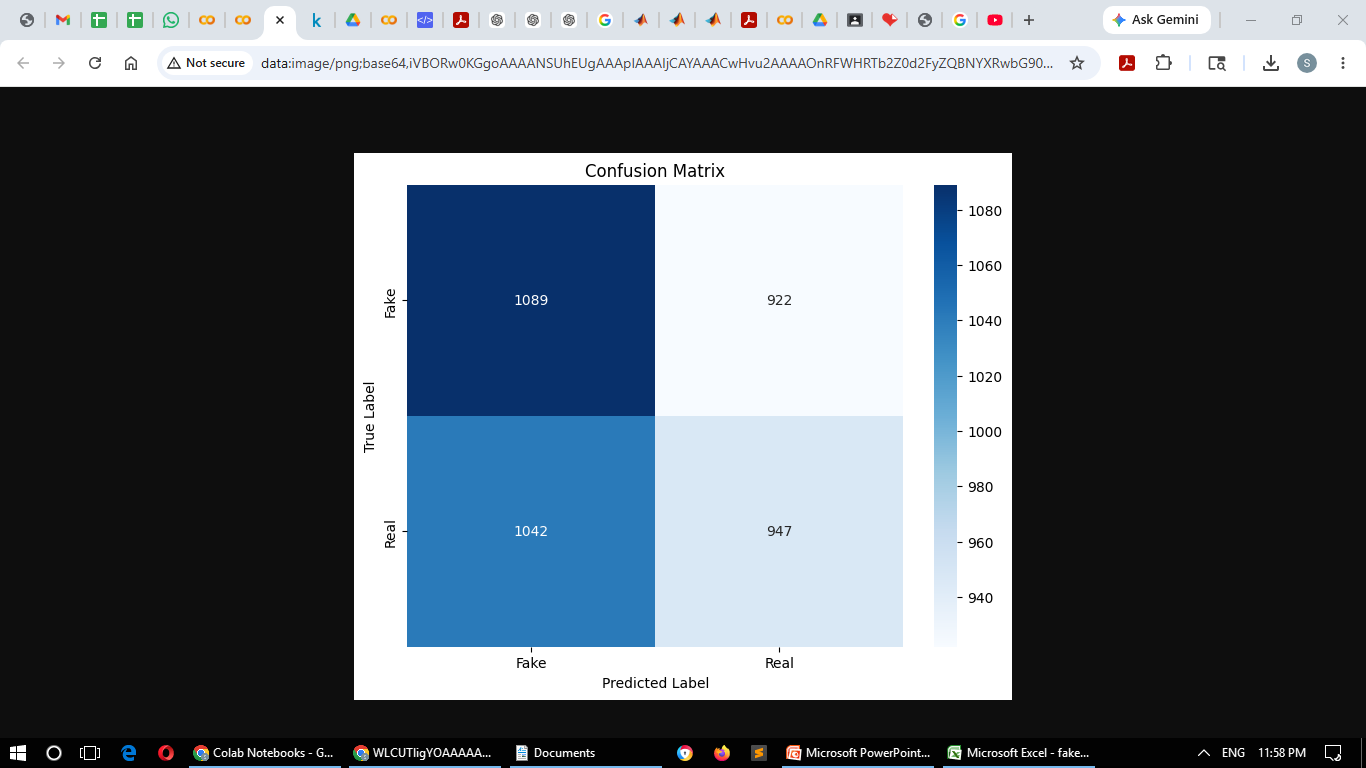 Ask Gemini
Not secure
data:image/png;base64,iVBORw0KGgoAAAANSUhEUgAAApIAAAIjCAYAAACwHvu2AAAAOnRFWHRTb2Z0d2FyZQBNYXRwbG90...
S
Confusion Matrix
1089 922
1042 947
Fake
Real
True Label
Fake Real
Predicted Label
1080
1060
1040
1020
1000
980
960
940
Colab Notebooks - G...
WLCUTIigYOAAAAA...
Documents
Microsoft PowerPoint...
Microsoft Excel - fake...
ENG
11:58 PM